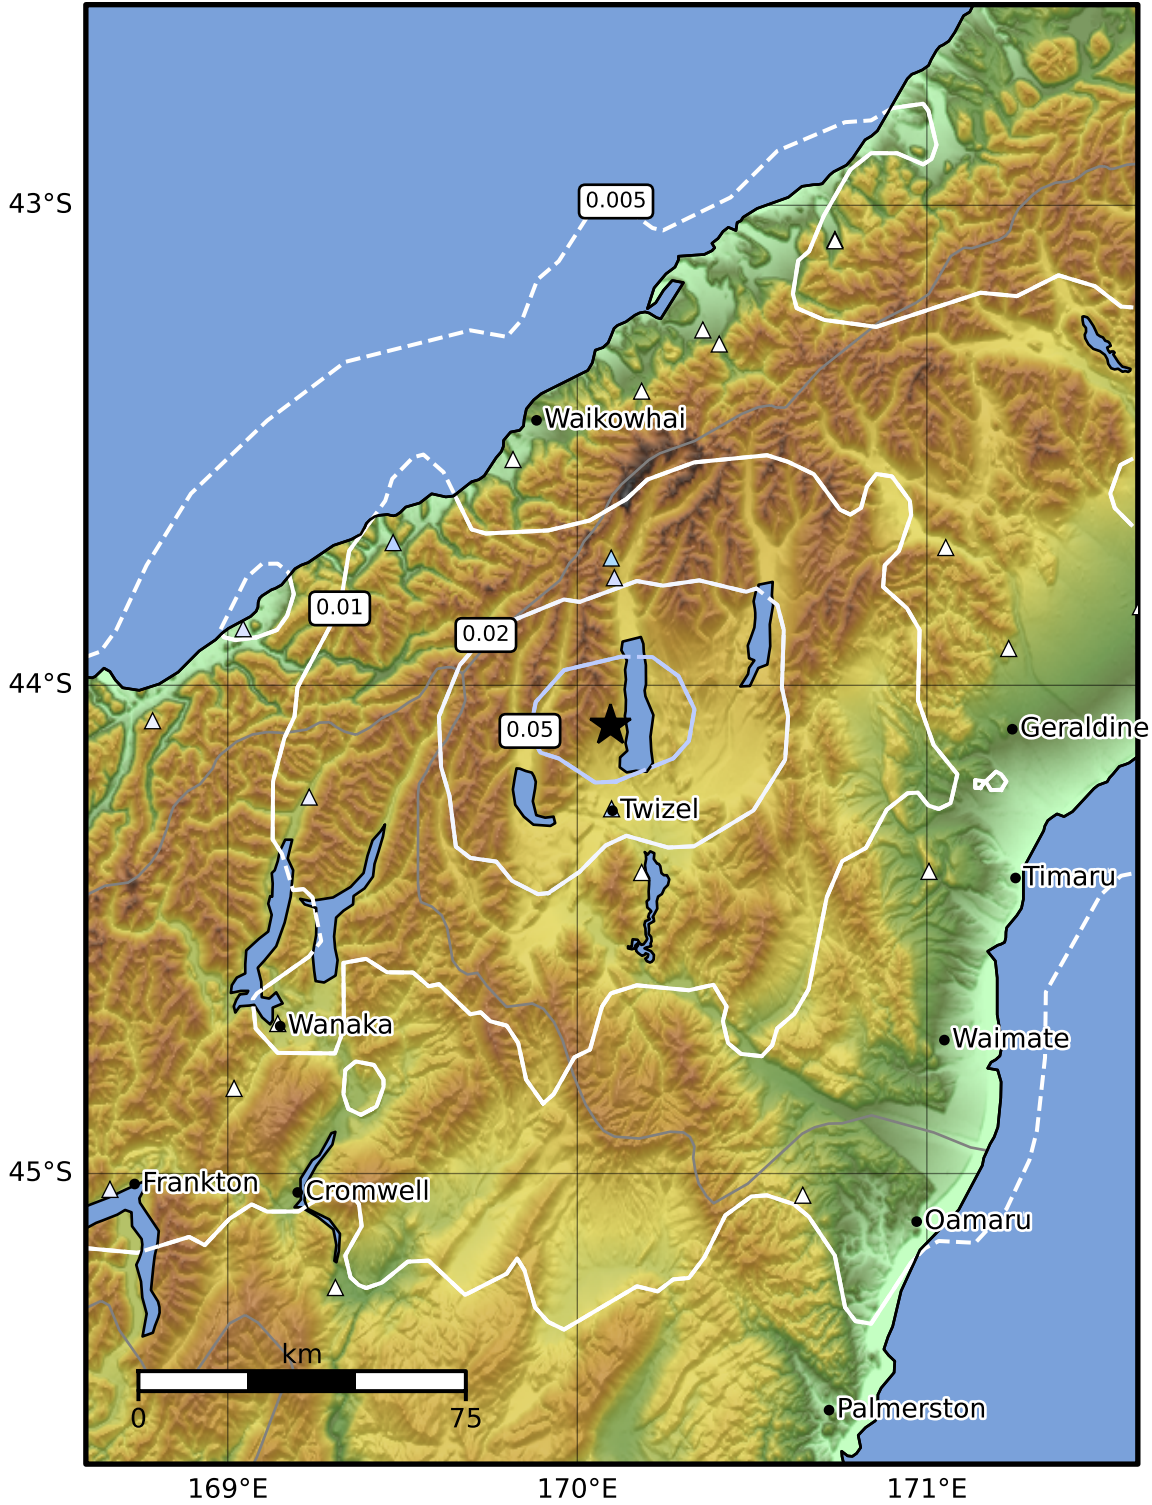 43°S
0.005
Waikowhai
0.01
0.02
44°S
0.05
Geraldine
Twizel
Timaru
Wanaka
Waimate
45°S
Frankton
Cromwell
Oamaru
km
0
75
Palmerston
169°E
170°E
171°E